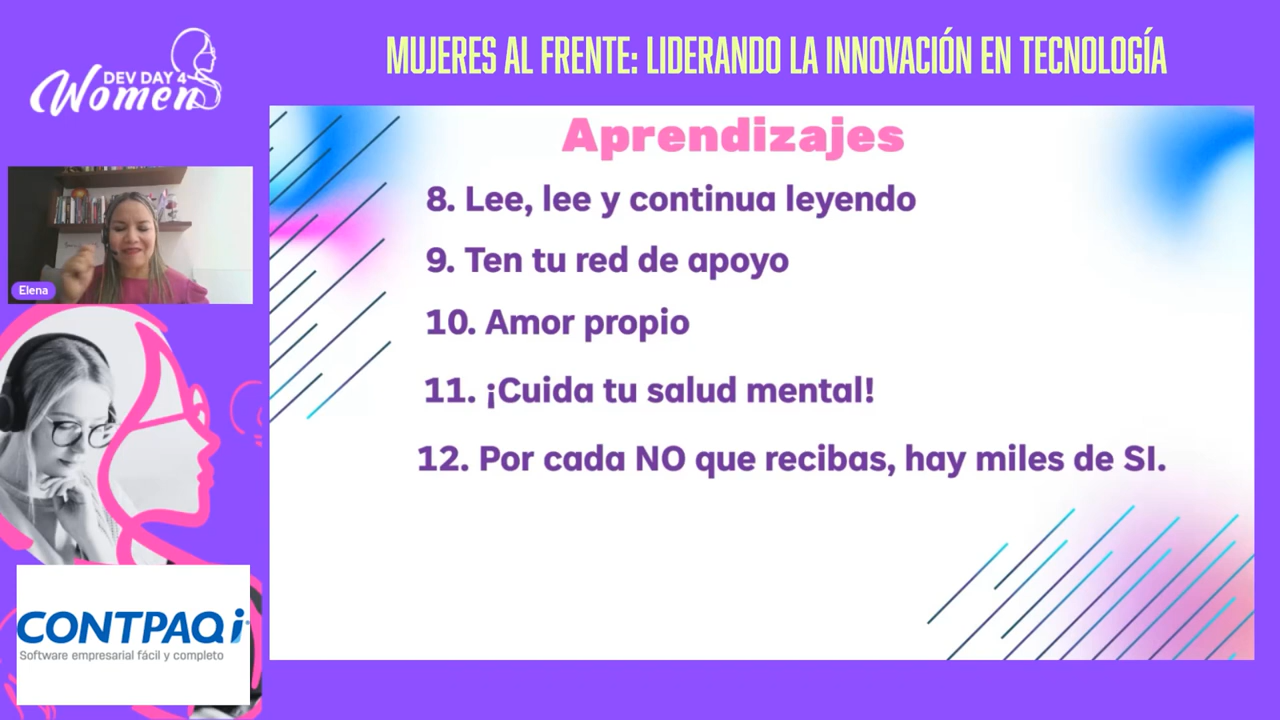 DEV DAY 4
Women
MUJERES AL FRENTE: LIDERANDO LA INNOVACIÓN EN TECNOLOGÍA
Elena
Aprendizajes
8. Lee, lee y continua leyendo
9. Ten tu red de apoyo
10. Amor propio
11. ¡Cuida tu salud mental!
12. Por cada NO que recibas, hay miles de SI.
CONTPAQi
Software empresarial fácil y completo